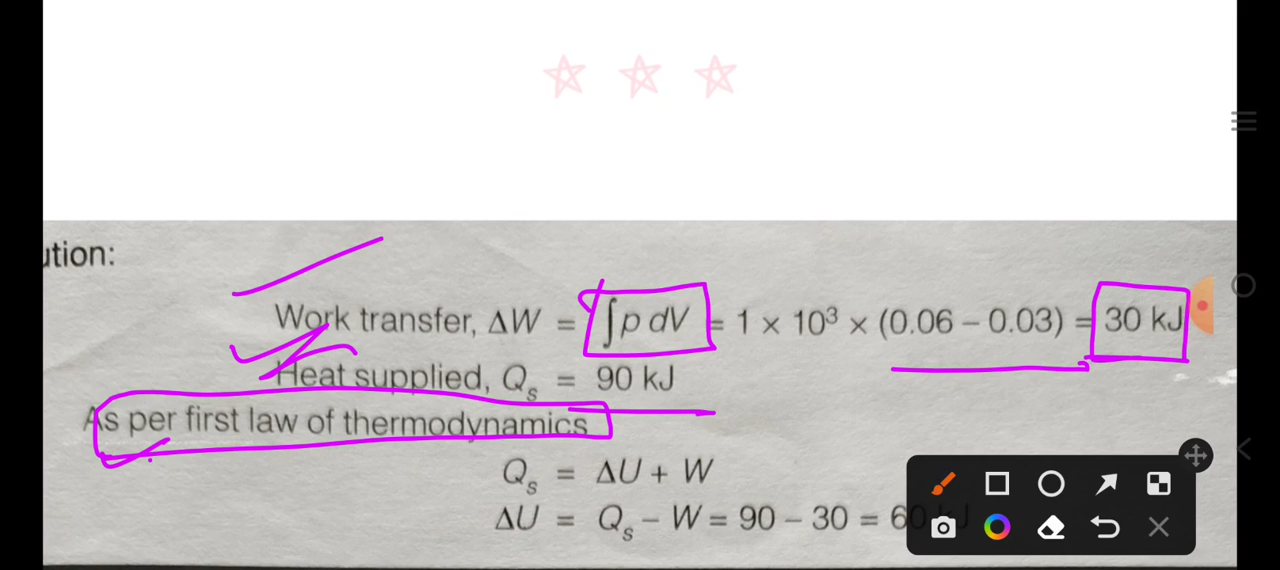 ution:
Work transfer, ΔW = ∫p dV = 1 × 10³ × (0.06 – 0.03) = 30 kJ
Heat supplied, Qₛ = 90 kJ
As per first law of thermodynamics
Qₛ = ΔU + W
ΔU = Qₛ – W = 90 – 30 = 60 kJ